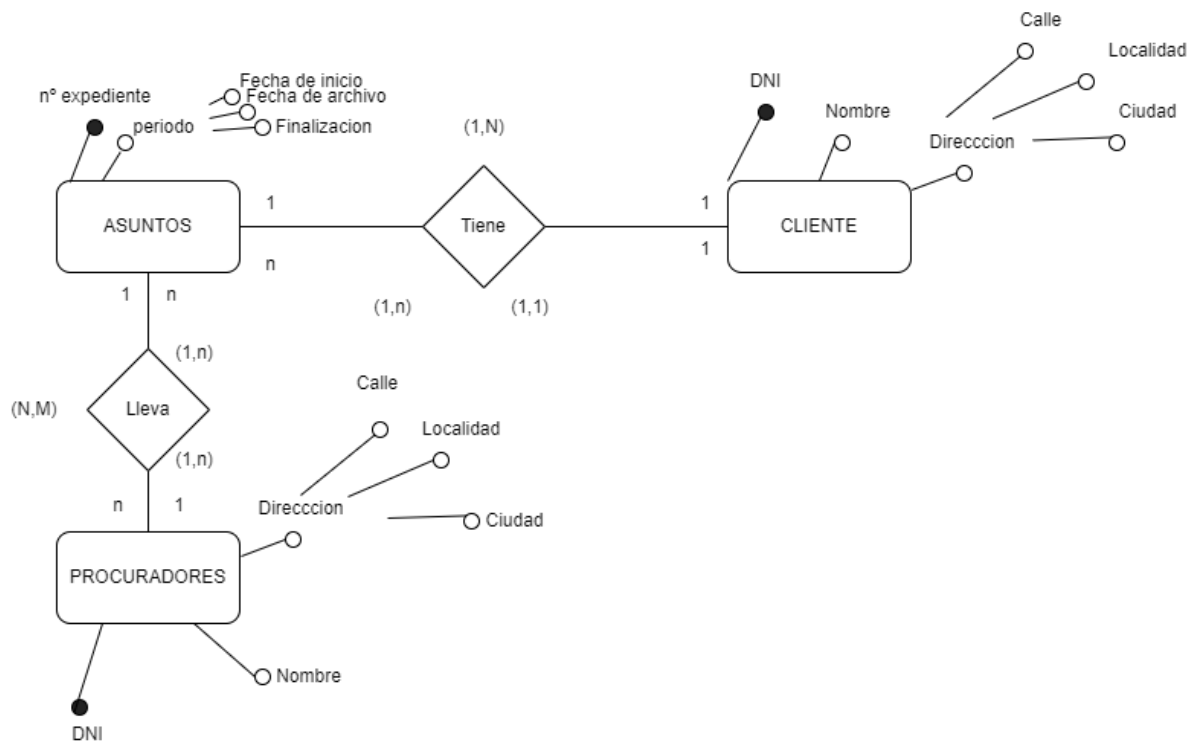 Calle
Localidad
Ciudad
DNI
Nombre
Direcccion
Fecha de inicio
Fecha de archivo
Finalizacion
nº expediente
periodo
(1,N)
ASUNTOS
1
n
Tiene
1
1
CLIENTE
(1,n)
(1,1)
1
n
(1,n)
(N,M)
Lleva
(1,n)
n
1
Calle
Localidad
Direcccion
Ciudad
PROCURADORES
Nombre
DNI